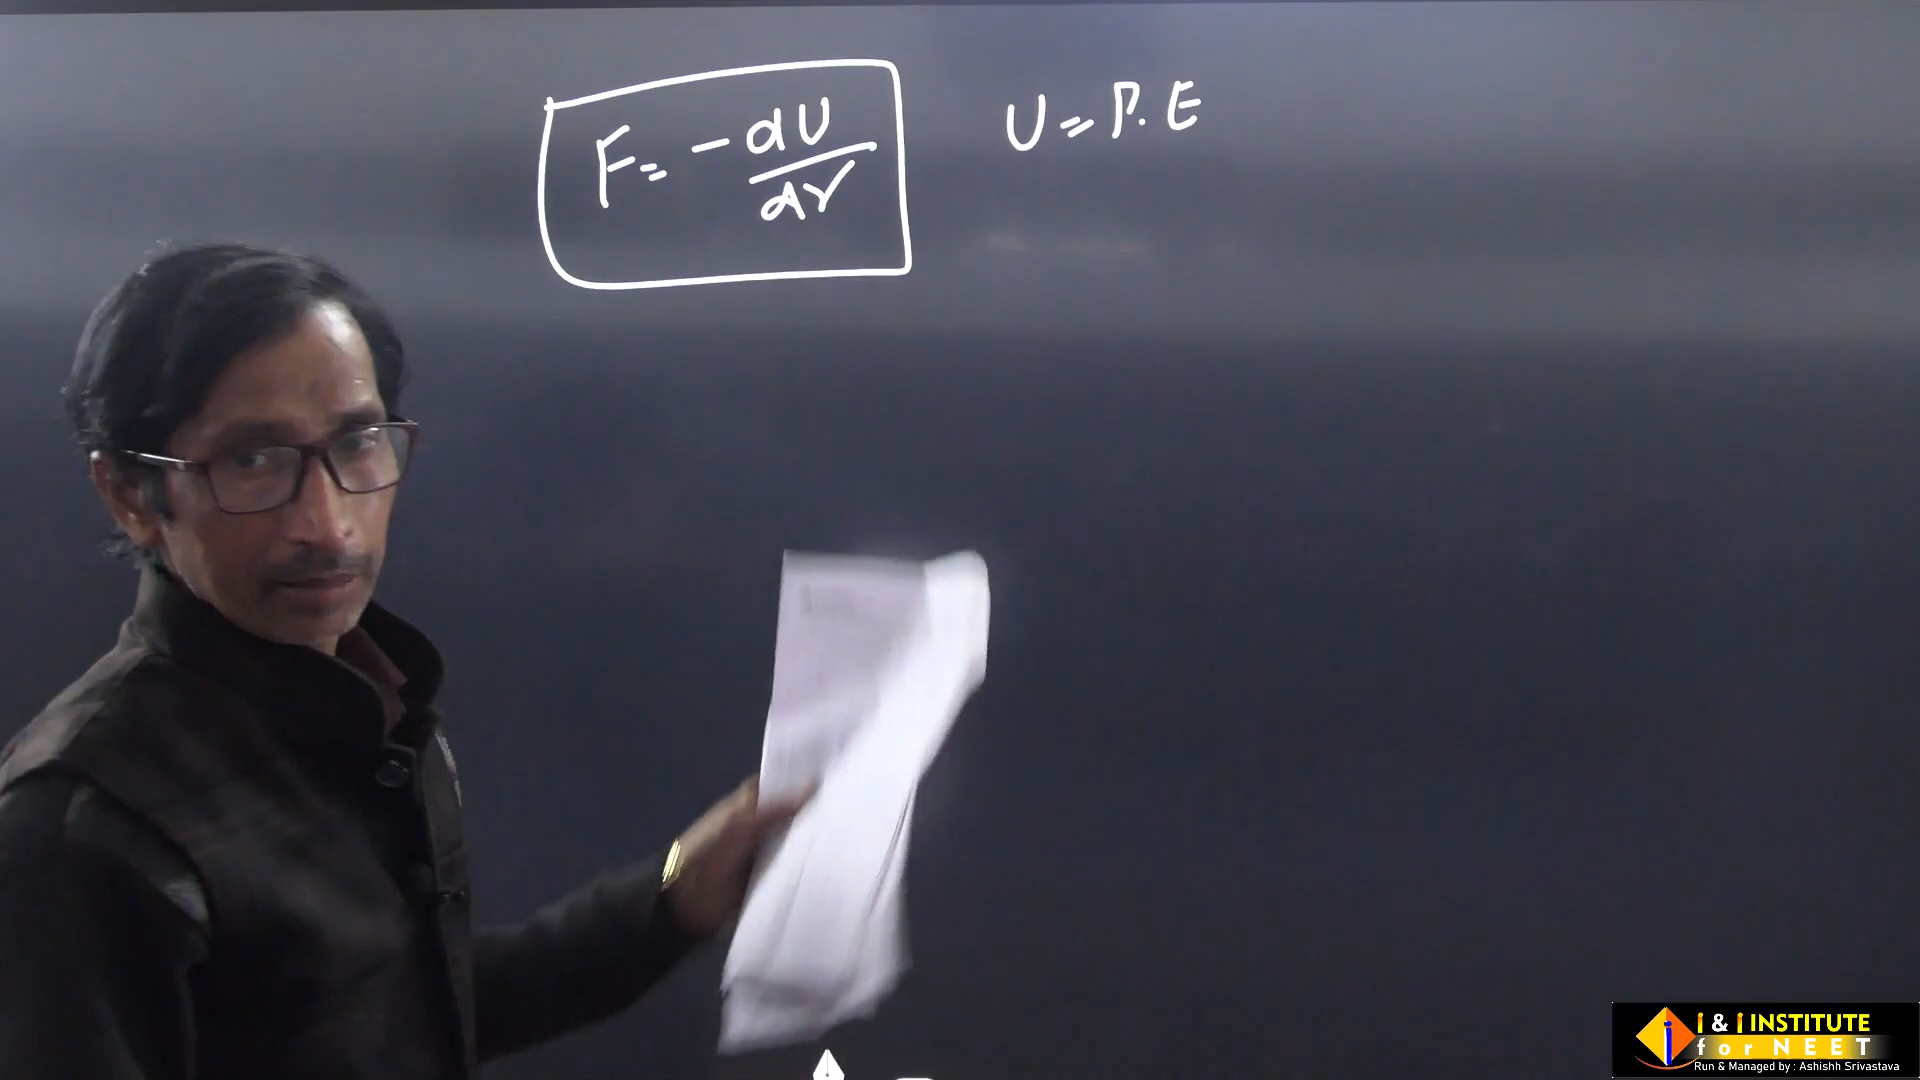 F = - dU/dr
U = P.E
i & i INSTITUTE
for NEET
Run & Managed by : Ashishh Srivastava